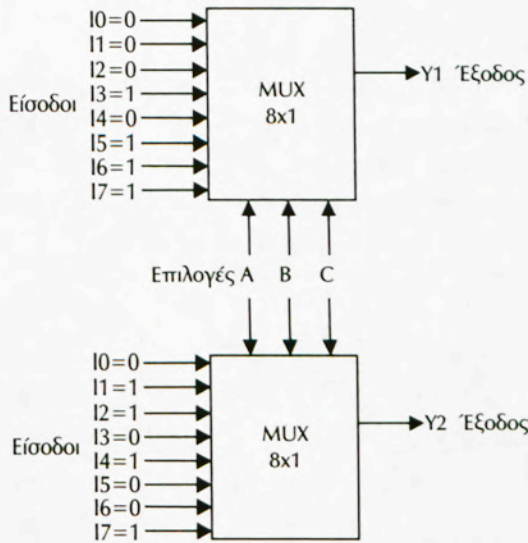 I0=0
I1=0
I2=0
I3=1
I4=0
I5=1
I6=1
I7=1
Είσοδοι
MUX
8x1
Y1 Έξοδος
Επιλογές A B C
I0=0
I1=1
I2=1
I3=0
I4=1
I5=0
I6=0
I7=1
Είσοδοι
MUX
8x1
Y2 Έξοδος